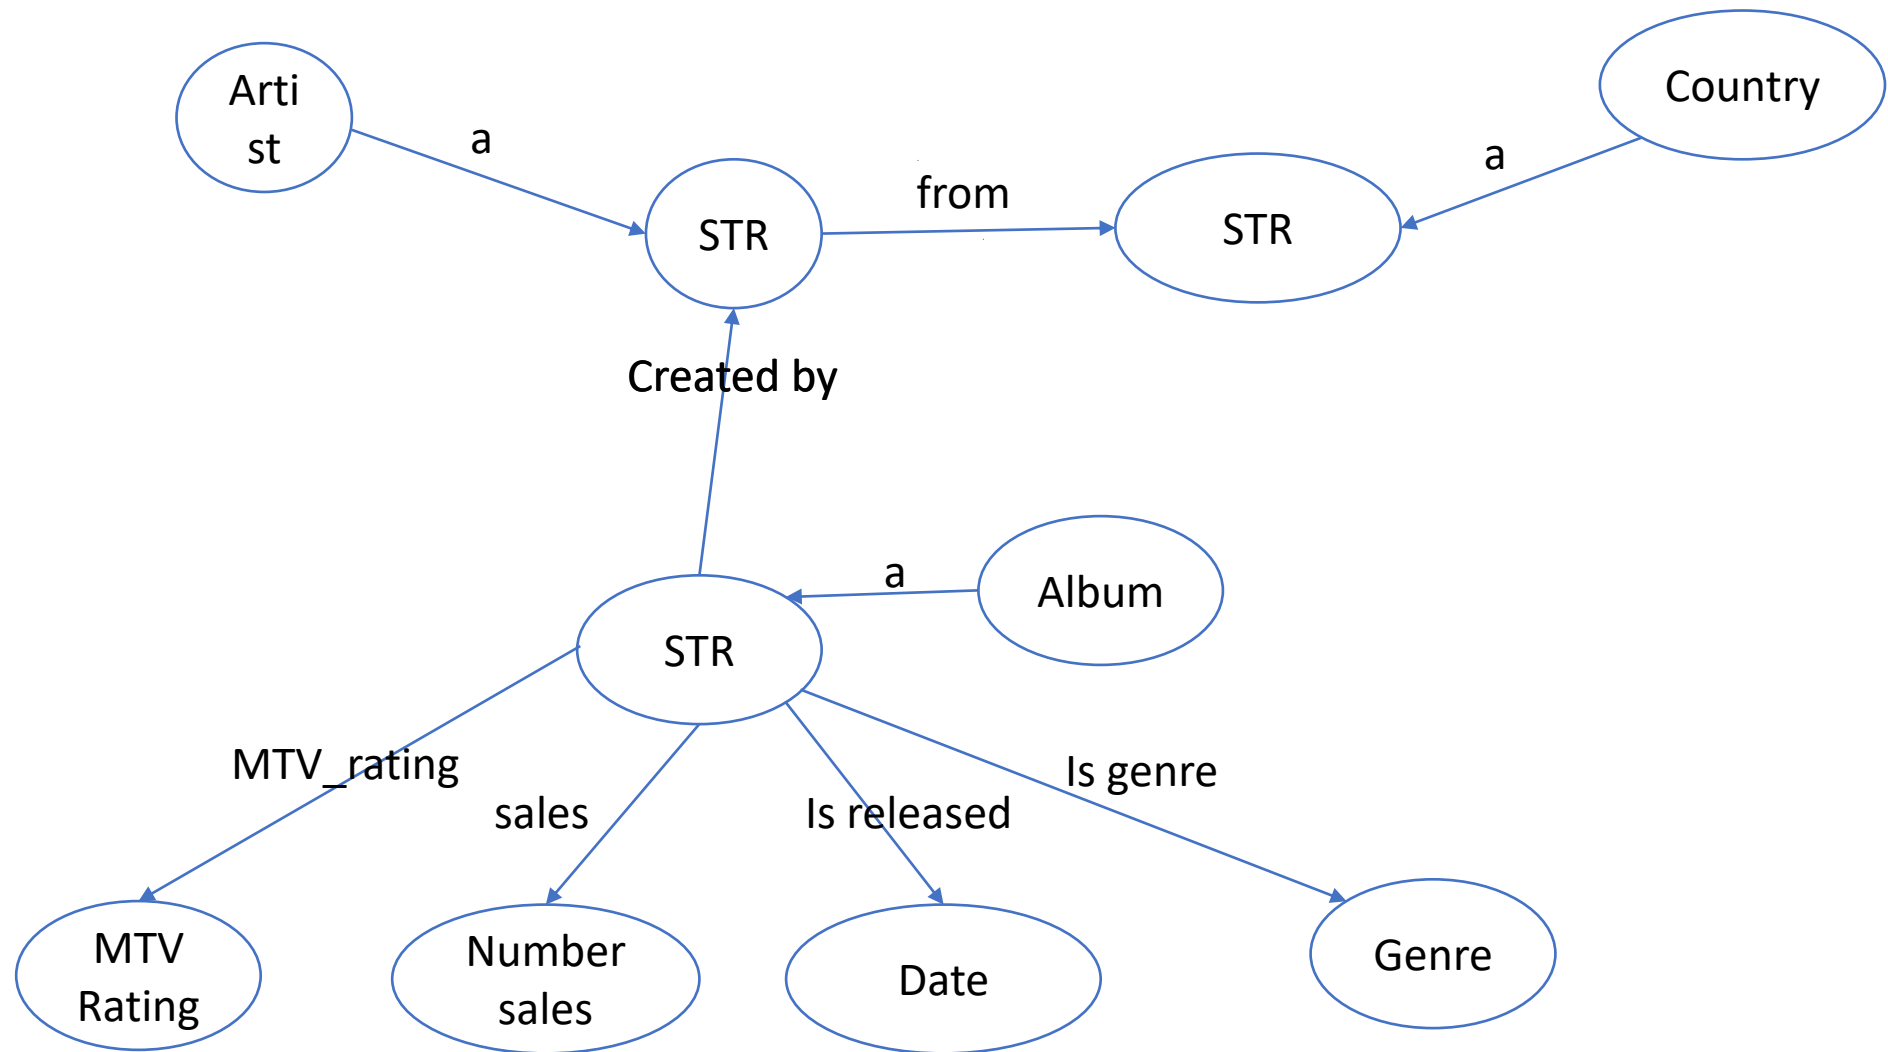 Arti
st
a
STR
from
STR
a
Country
Created by
a
Album
STR
MTV_rating
sales
Is released
Is genre
MTV
Rating
Number
sales
Date
Genre